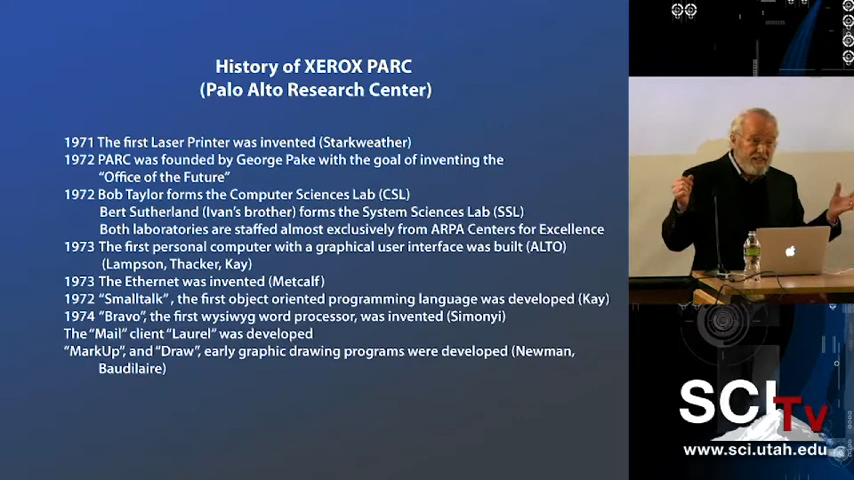 History of XEROX PARC
(Palo Alto Research Center)
1971 The first Laser Printer was invented (Starkweather)
1972 PARC was founded by George Pake with the goal of inventing the
"Office of the Future"
1972 Bob Taylor forms the Computer Sciences Lab (CSL)
Bert Sutherland (Ivan's brother) forms the System Sciences Lab (SSL)
Both laboratories are staffed almost exclusively from ARPA Centers for Excellence
1973 The first personal computer with a graphical user interface was built (ALTO)
(Lampson, Thacker, Kay)
1973 The Ethernet was invented (Metcalf)
1972 "Smalltalk", the first object oriented programming language was developed (Kay)
1974 "Bravo", the first wysiwyg word processor, was invented (Simonyi)
The "Mail" client "Laurel" was developed
"MarkUp", and "Draw", early graphic drawing programs were developed (Newman,
Baudilaire)
SCI
TV
www.sci.utah.edu